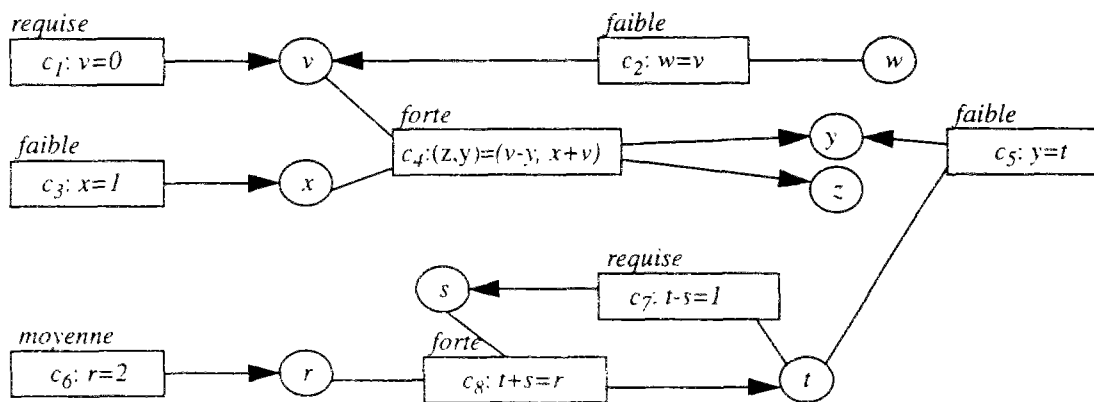 requise
c1: v=0
v
faible
c2: w=v
w
faible
c3: x=1
x
forte
c4:(z,y)=(v-y, x+v)
y
z
faible
c5: y=t
moyenne
c6: r=2
r
s
requise
c7: t-s=1
forte
c8: t+s=r
t